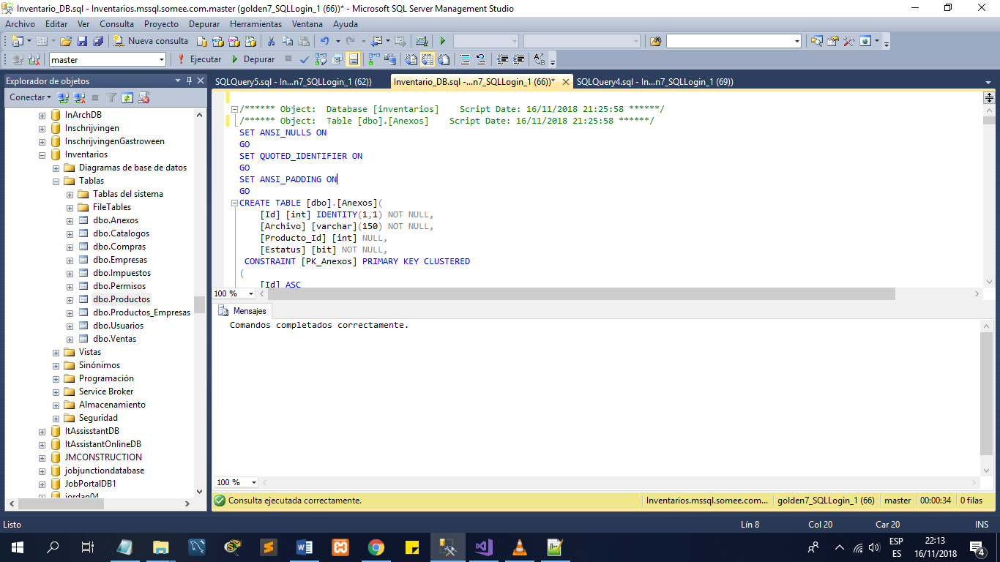 Inventario_DB.sql - Inventarios.mssql.somee.com.master (golden7_SQLLogin_1 (66))* - Microsoft SQL Server Management Studio
Archivo Editar Ver Consulta Proyecto Depurar Herramientas Ventana Ayuda
Nueva consulta
master Ejecutar Depurar
Explorador de objetos
Conectar
InArchDB
Inschrijvingen
InschrijvingenGastroween
Inventarios
Diagramas de base de datos
Tablas
Tablas del sistema
FileTables
dbo.Anexos
dbo.Catalogos
dbo.Compras
dbo.Empresas
dbo.Impuestos
dbo.Permisos
dbo.Productos
dbo.Productos_Empresas
dbo.Usuarios
dbo.Ventas
Vistas
Sinónimos
Programación
Service Broker
Almacenamiento
Seguridad
ItAssisstantDB
ItAssistantOnlineDB
JMCONSTRUCTION
jobjunctiondatabase
JobPortalDB1
jordan04
SQLQuery5.sql - In...n7_SQLLogin_1 (62)) Inventario_DB.sql -...n7_SQLLogin_1 (66))* SQLQuery4.sql - In...n7_SQLLogin_1 (69))
/****** Object:  Database [inventarios]    Script Date: 16/11/2018 21:25:58 ******/
/****** Object:  Table [dbo].[Anexos]    Script Date: 16/11/2018 21:25:58 ******/
SET ANSI_NULLS ON
GO
SET QUOTED_IDENTIFIER ON
GO
SET ANSI_PADDING ON
GO
CREATE TABLE [dbo].[Anexos](
[Id] [int] IDENTITY(1,1) NOT NULL,
[Archivo] [varchar](150) NOT NULL,
[Producto_Id] [int] NULL,
[Estatus] [bit] NOT NULL,
CONSTRAINT [PK_Anexos] PRIMARY KEY CLUSTERED
(
[Id] ASC
100 %
Mensajes
Comandos completados correctamente.
100 %
Consulta ejecutada correctamente. Inventarios.mssql.somee.com... golden7_SQLLogin_1 (66) master 00:00:34 0 filas
Listo Lín 8 Col 20 Car 20 INS
ESP 22:13
ES 16/11/2018 4